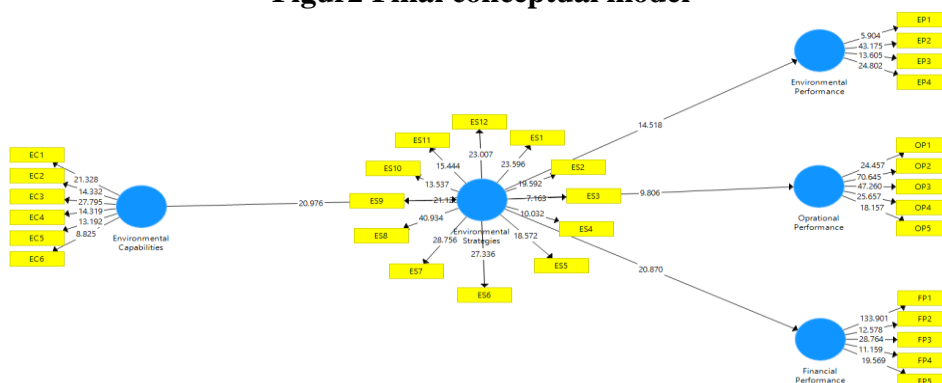 Figur2 Final conceptual model
EP1
EP2
EP3
EP4
5.904
43.175
13.605
24.802
Environmental
Performance
14.518
ES12
ES11
ES1
ES10
ES2
ES9
ES3
ES8
ES4
ES7
ES5
ES6
23.007
15.444
23.596
13.537
19.592
7.163
40.934
10.032
28.756
18.572
27.336
Environmental
Strategies
EC1
EC2
EC3
EC4
EC5
EC6
21.328
14.332
27.795
14.319
13.192
8.825
Environmental
Capabilities
20.976
9.806
20.870
OP1
OP2
OP3
OP4
OP5
24.457
70.645
47.260
25.657
18.157
Oprational
Performance
FP1
FP2
FP3
FP4
FP5
133.901
12.578
28.764
11.159
19.569
Financial
Performance